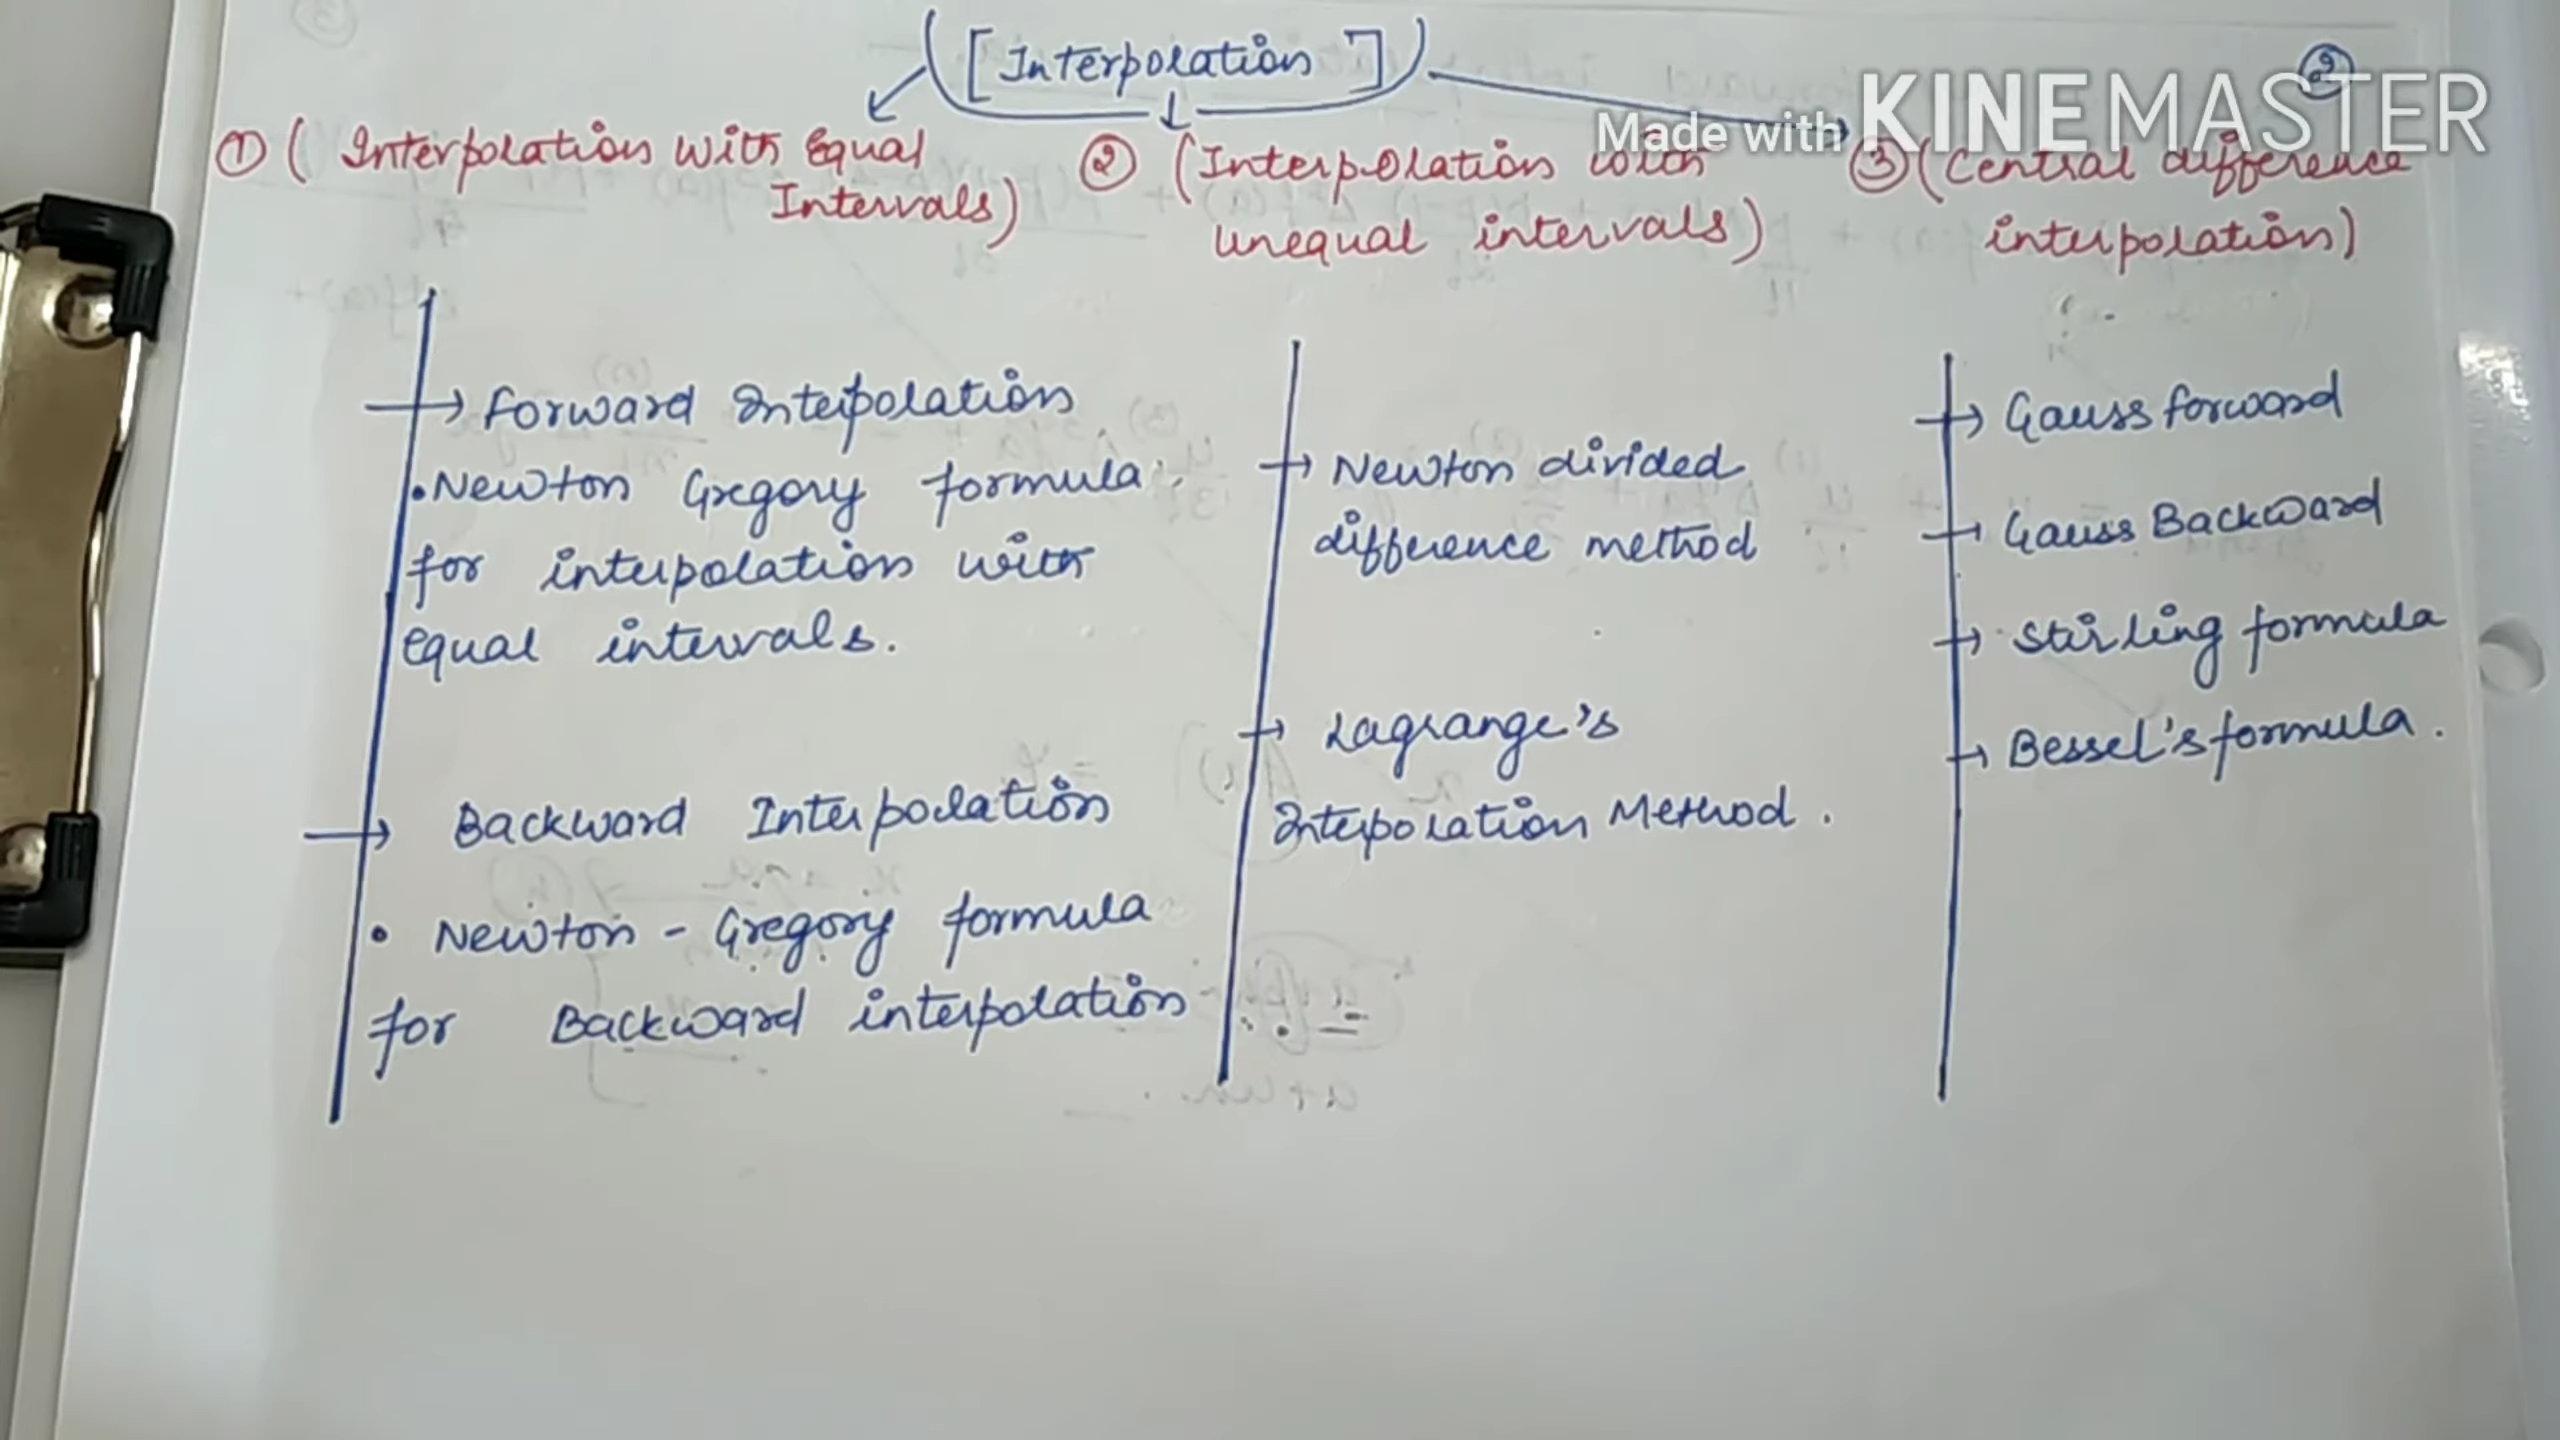 [Interpolation]
2
Made with KINEMASTER
① (Interpolation with Equal
Intervals)
② (Interpolation with
unequal intervals)
③ (Central difference
interpolation)
→ Forward Interpolation
• Newton Gregory formula
for interpolation with
equal intervals.
→ Backward Interpolation
• Newton - Gregory formula
for Backward interpolation
→ Newton divided
difference method
→ Lagrange's
Interpolation Method.
→ Gauss forward
→ Gauss Backward
→ Stirling formula
→ Bessel's formula.